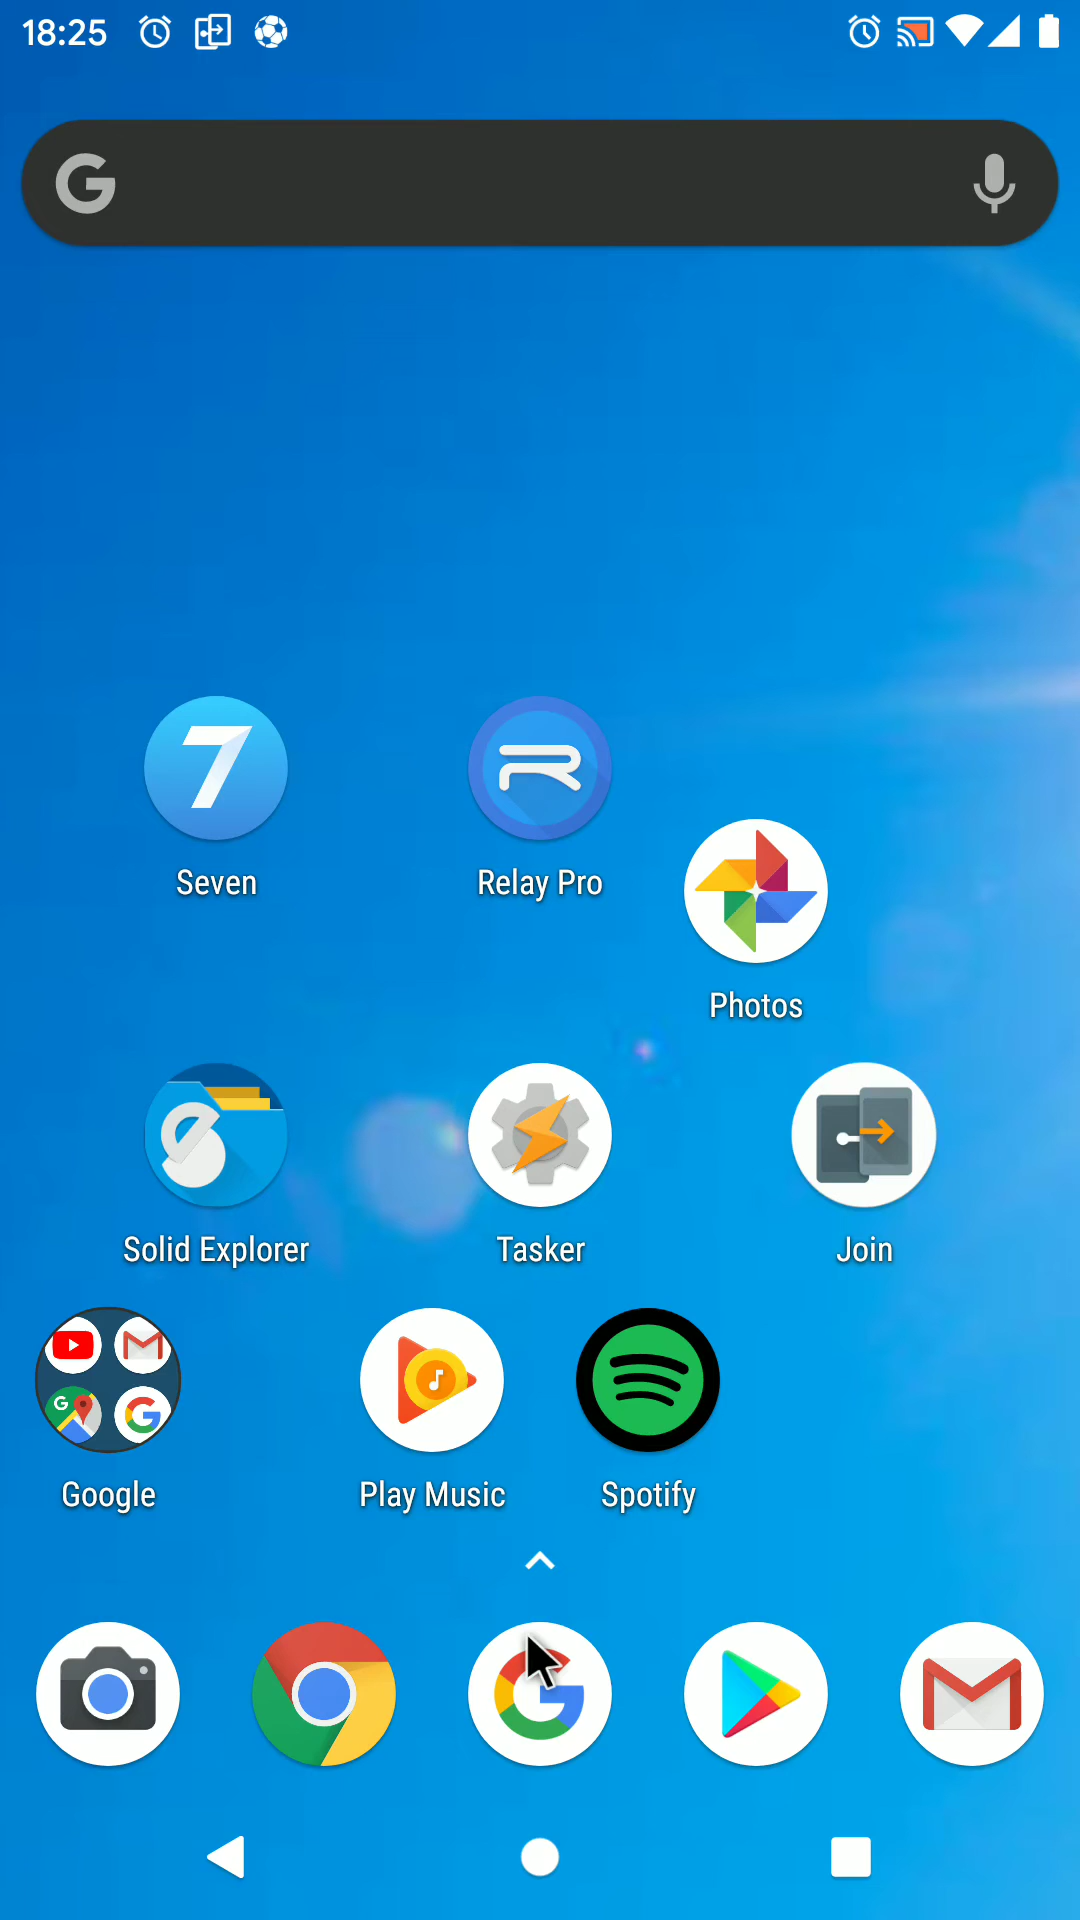 18:25
Seven
Relay Pro
Photos
Solid Explorer
Tasker
Join
Google
Play Music
Spotify